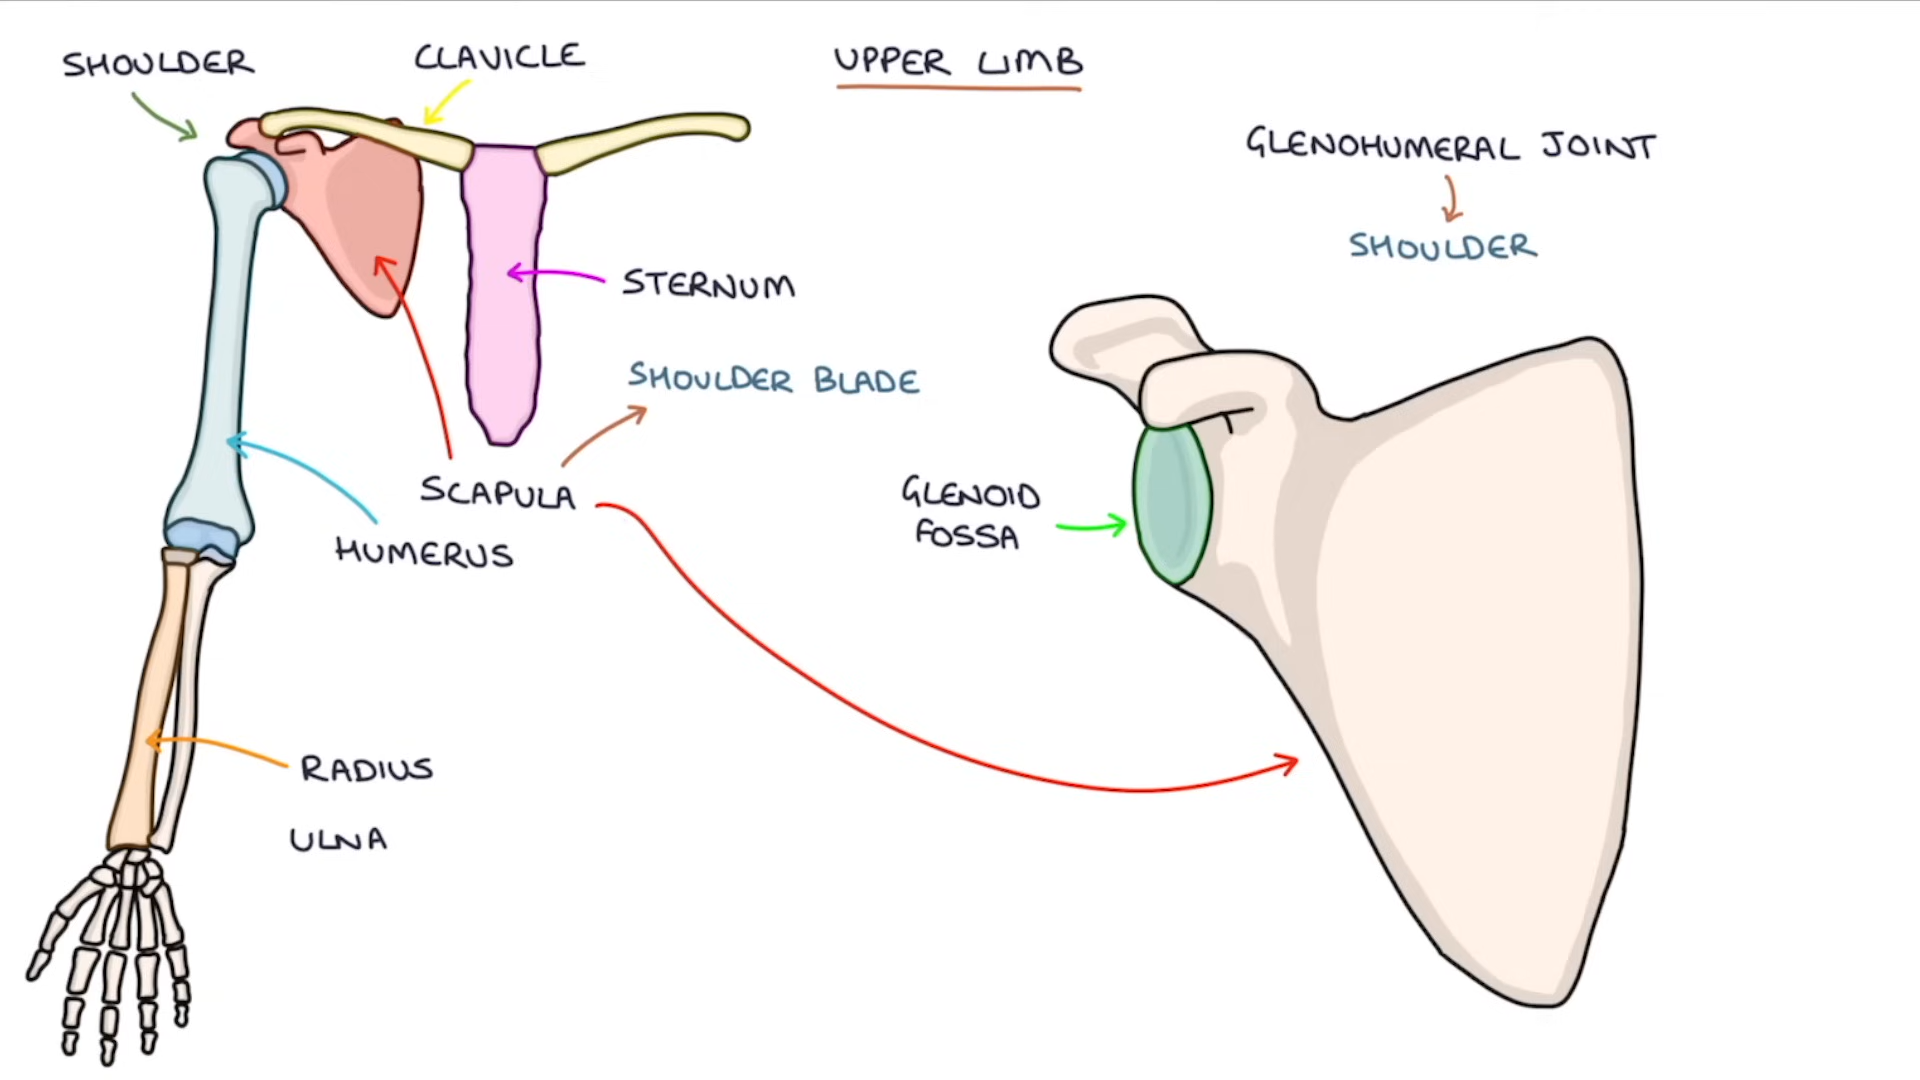 SHOULDER
CLAVICLE
UPPER LIMB
GLENOHUMERAL JOINT
SHOULDER
STERNUM
SHOULDER BLADE
SCAPULA
HUMERUS
GLENOID
FOSSA
RADIUS
ULNA